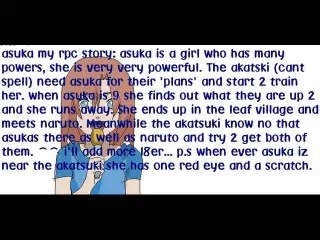 asuka my rpc story: asuka is a girl who has many
powers, she is very very powerful. The akatski (cant
spell) need asuka for their 'plans' and start 2 train
her. when asuka is 9 she finds out what they are up 2
and she runs away. She ends up in the leaf village and
meets naruto. Meanwhile the akatsuki know no that
asukas there as well as naruto and try 2 get both of
them. ^^ i'll add more l8er... p.s when ever asuka iz
near the akatsuki she has one red eye and a scratch.